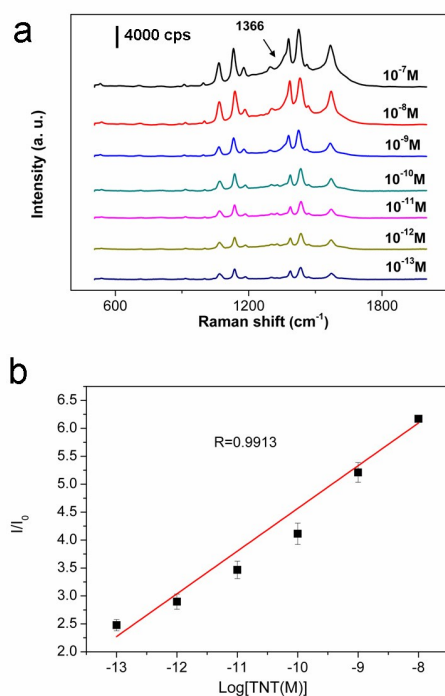 a
4000 cps
1366
10⁻⁷M
10⁻⁸M
10⁻⁹M
10⁻¹⁰M
10⁻¹¹M
10⁻¹²M
10⁻¹³M
Intensity (a. u.)
600 1200 1800
Raman shift (cm⁻¹)
b
6.5
6.0
5.5
5.0
4.5
4.0
3.5
3.0
2.5
2.0
R=0.9913
I/I₀
-13 -12 -11 -10 -9 -8
Log[TNT(M)]